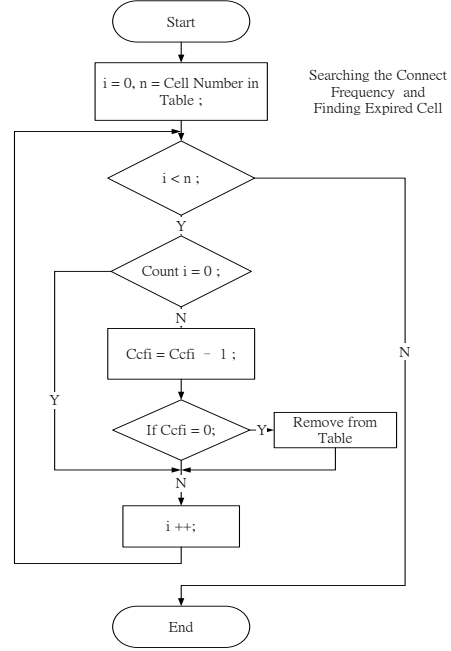 Start
i = 0, n = Cell Number in
Table ;
Searching the Connect
Frequency and
Finding Expired Cell
i < n ;
Y
Count i = 0 ;
N
Ccfi = Ccfi - 1 ;
N
Y
If Ccfi = 0;
Y
Remove from
Table
N
i ++;
End